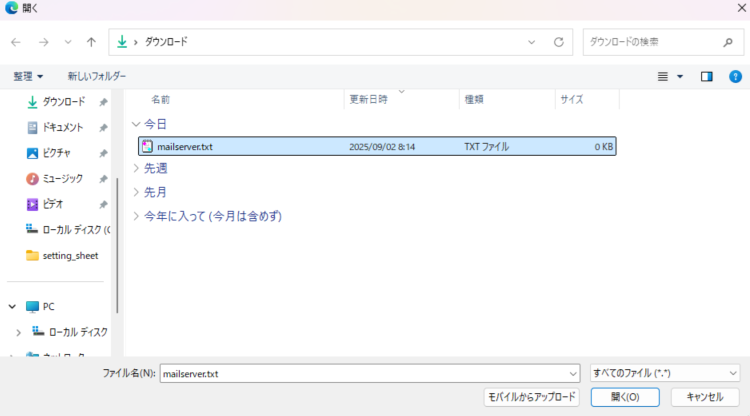 開く
ダウンロード
ダウンロードの検索
整理
新しいフォルダー
名前
更新日時
種類
サイズ
ダウンロード
ドキュメント
ピクチャ
ミュージック
ビデオ
ローカル ディスク (C
setting_sheet
PC
ローカル ディスク
ネットワーク
今日
mailserver.txt
2025/09/02 8:14
TXT ファイル
0 KB
先週
先月
今年に入って (今月は含めず)
ファイル名(N):
mailserver.txt
すべてのファイル (*.*)
モバイルからアップロード
開く(O)
キャンセル